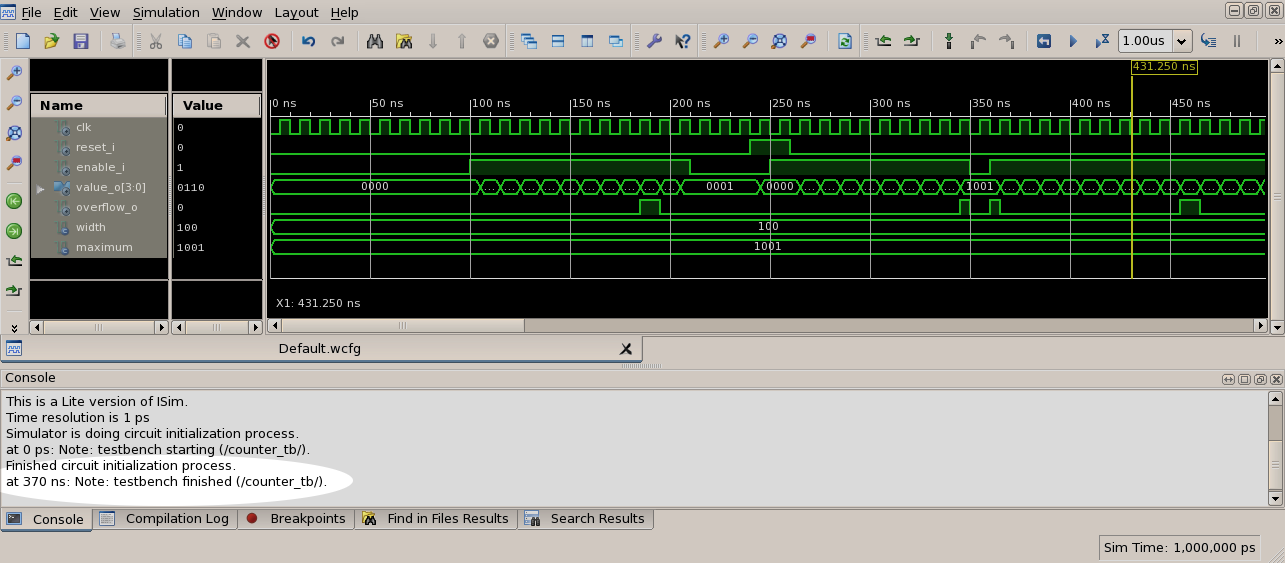 File Edit View Simulation Window Layout Help
1.00us
»
431.250 ns
Name Value
0 ns 50 ns 100 ns 150 ns 200 ns 250 ns 300 ns 350 ns 400 ns 450 ns
clk 0
reset_i 0
enable_i 1
value_o[3:0] 0110 0000 ... ... ... ... ... 0001 ... 0000 ... ... ... ... 1001 ... ... ... ... ...
overflow_o 0
width 100 100
maximum 1001 1001
X1: 431.250 ns
Default.wcfg
Console
This is a Lite version of ISim.
Time resolution is 1 ps
Simulator is doing circuit initialization process.
at 0 ps: Note: testbench starting (/counter_tb/).
Finished circuit initialization process.
at 370 ns: Note: testbench finished (/counter_tb/).
Console Compilation Log Breakpoints Find in Files Results Search Results
Sim Time: 1,000,000 ps